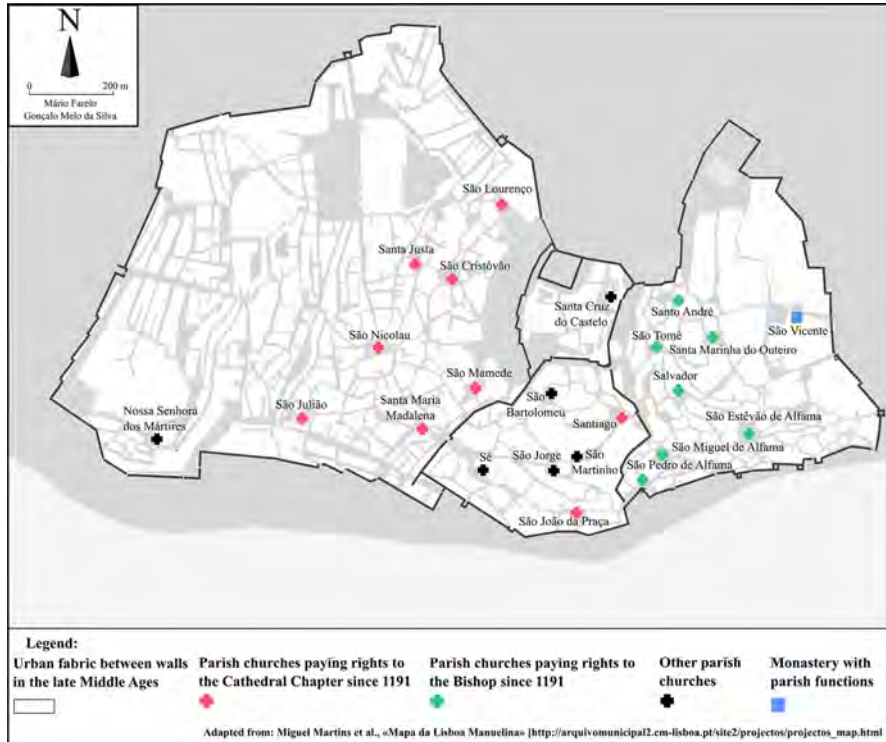 N
0 200 m
Mário Farelo
Gonçalo Melo da Silva
São Lourenço
Santa Justa
São Cristóvão
Santa Cruz
do Castelo
Santo André
São Vicente
São Tomé
Santa Marinha do Outeiro
São Nicolau
São Mamede
Salvador
São
Bartolomeu
Santa Maria
Madalena
São Julião
Nossa Senhora
dos Mártires
Santiago
São Estêvão de Alfama
Sé
São Jorge
São
Martinho
São Miguel de Alfama
São Pedro de Alfama
São João da Praça
Legend:
Urban fabric between walls
in the late Middle Ages
Parish churches paying rights to
the Cathedral Chapter since 1191
Parish churches paying rights to
the Bishop since 1191
Other parish
churches
Monastery with
parish functions
Adapted from: Miguel Martins et al., «Mapa da Lisboa Manuelina» [http://arquivomunicipal2.cm-lisboa.pt/site2/projectos/projectos_map.html